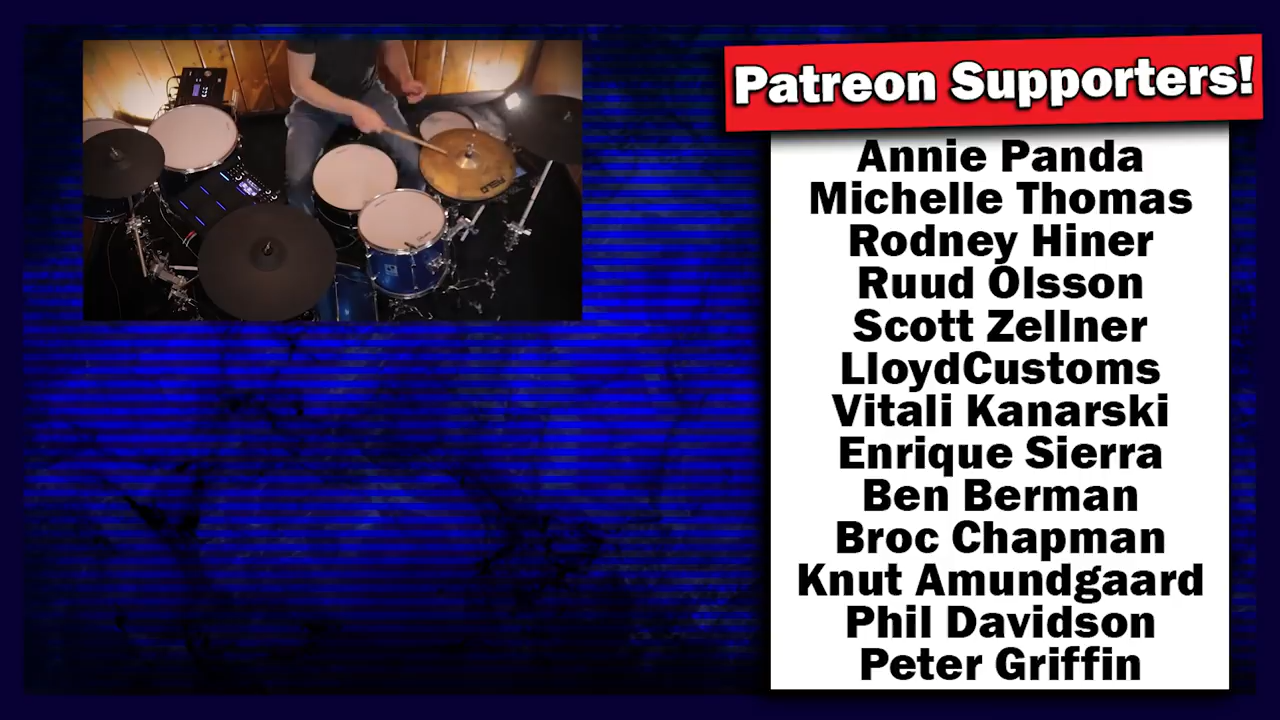 Patreon Supporters!
Annie Panda
Michelle Thomas
Rodney Hiner
Ruud Olsson
Scott Zellner
LloydCustoms
Vitali Kanarski
Enrique Sierra
Ben Berman
Broc Chapman
Knut Amundgaard
Phil Davidson
Peter Griffin